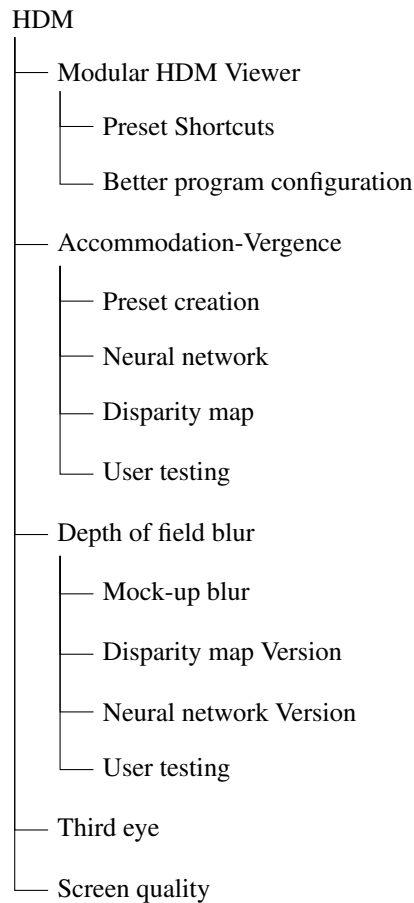 HDM
Modular HDM Viewer
Preset Shortcuts
Better program configuration
Accommodation-Vergence
Preset creation
Neural network
Disparity map
User testing
Depth of field blur
Mock-up blur
Disparity map Version
Neural network Version
User testing
Third eye
Screen quality